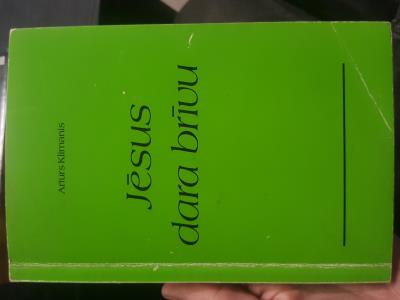 Arturs Klimanis
Jēsus
dara brīvu